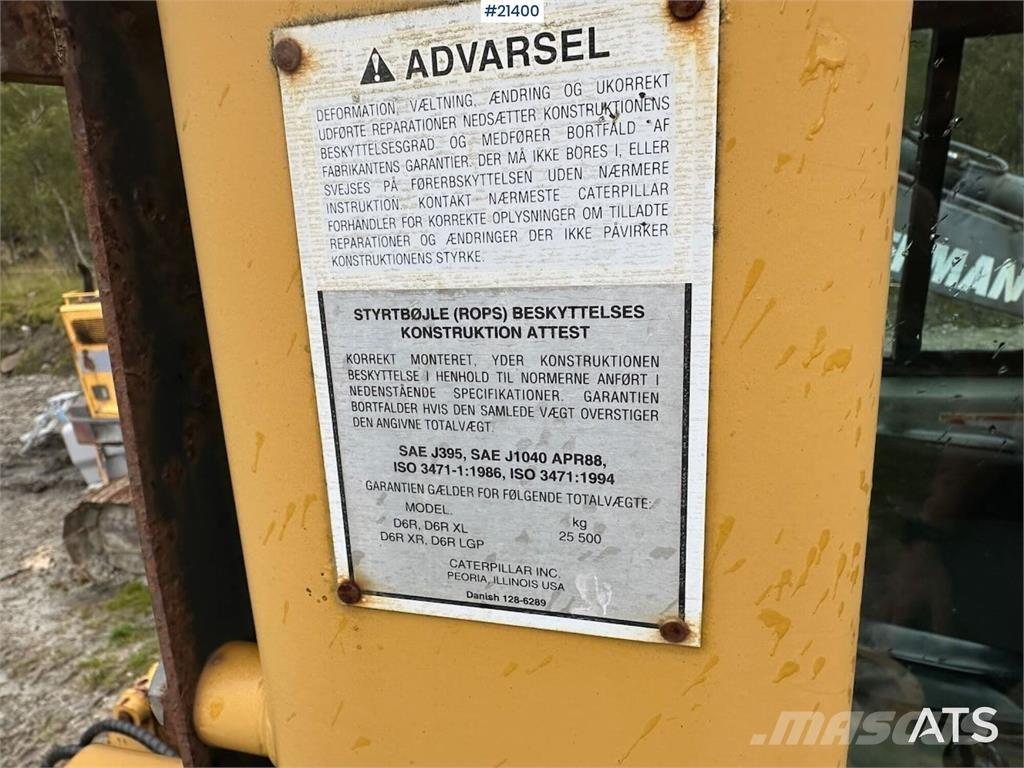 #21400
ADVARSEL
DEFORMATION, VÆLTNING, ÆNDRING OG UKORREKT
UDFØRTE REPARATIONER NEDSÆTTER KONSTRUKTIONENS
BESKYTTELSESGRAD OG MEDFØRER BORTFALD AF
FABRIKANTENS GARANTIER. DER MÅ IKKE BORES I, ELLER
SVEJSES PÅ FØRERBSKYTTELSEN UDEN NÆRMERE
INSTRUKTION. KONTAKT NÆRMESTE CATERPILLAR
FORHANDLER FOR KORREKTE OPLYSNINGER OM TILLADTE
REPARATIONER OG ÆNDRINGER DER IKKE PÅVIRKER
KONSTRUKTIONENS STYRKE.
STYRTBØJLE (ROPS) BESKYTTELSES
KONSTRUKTION ATTEST
KORREKT MONTERET, YDER KONSTRUKTIONEN
BESKYTTELSE I HENHOLD TIL NORMERNE ANFØRT I
NEDENSTÅENDE SPECIFIKATIONER. GARANTIEN
BORTFALDER HVIS DEN SAMLEDE VÆGT OVERSTIGER
DEN ANGIVNE TOTALVÆGT.
SAE J395, SAE J1040 APR88,
ISO 3471-1:1986, ISO 3471:1994
GARANTIEN GÆLDER FOR FØLGENDE TOTALVÆGTE:
MODEL. kg
D6R, D6R XL 25 500
D6R XR, D6R LGP
CATERPILLAR INC.
PEORIA, ILLINOIS USA
Danish 128-6289
ATS